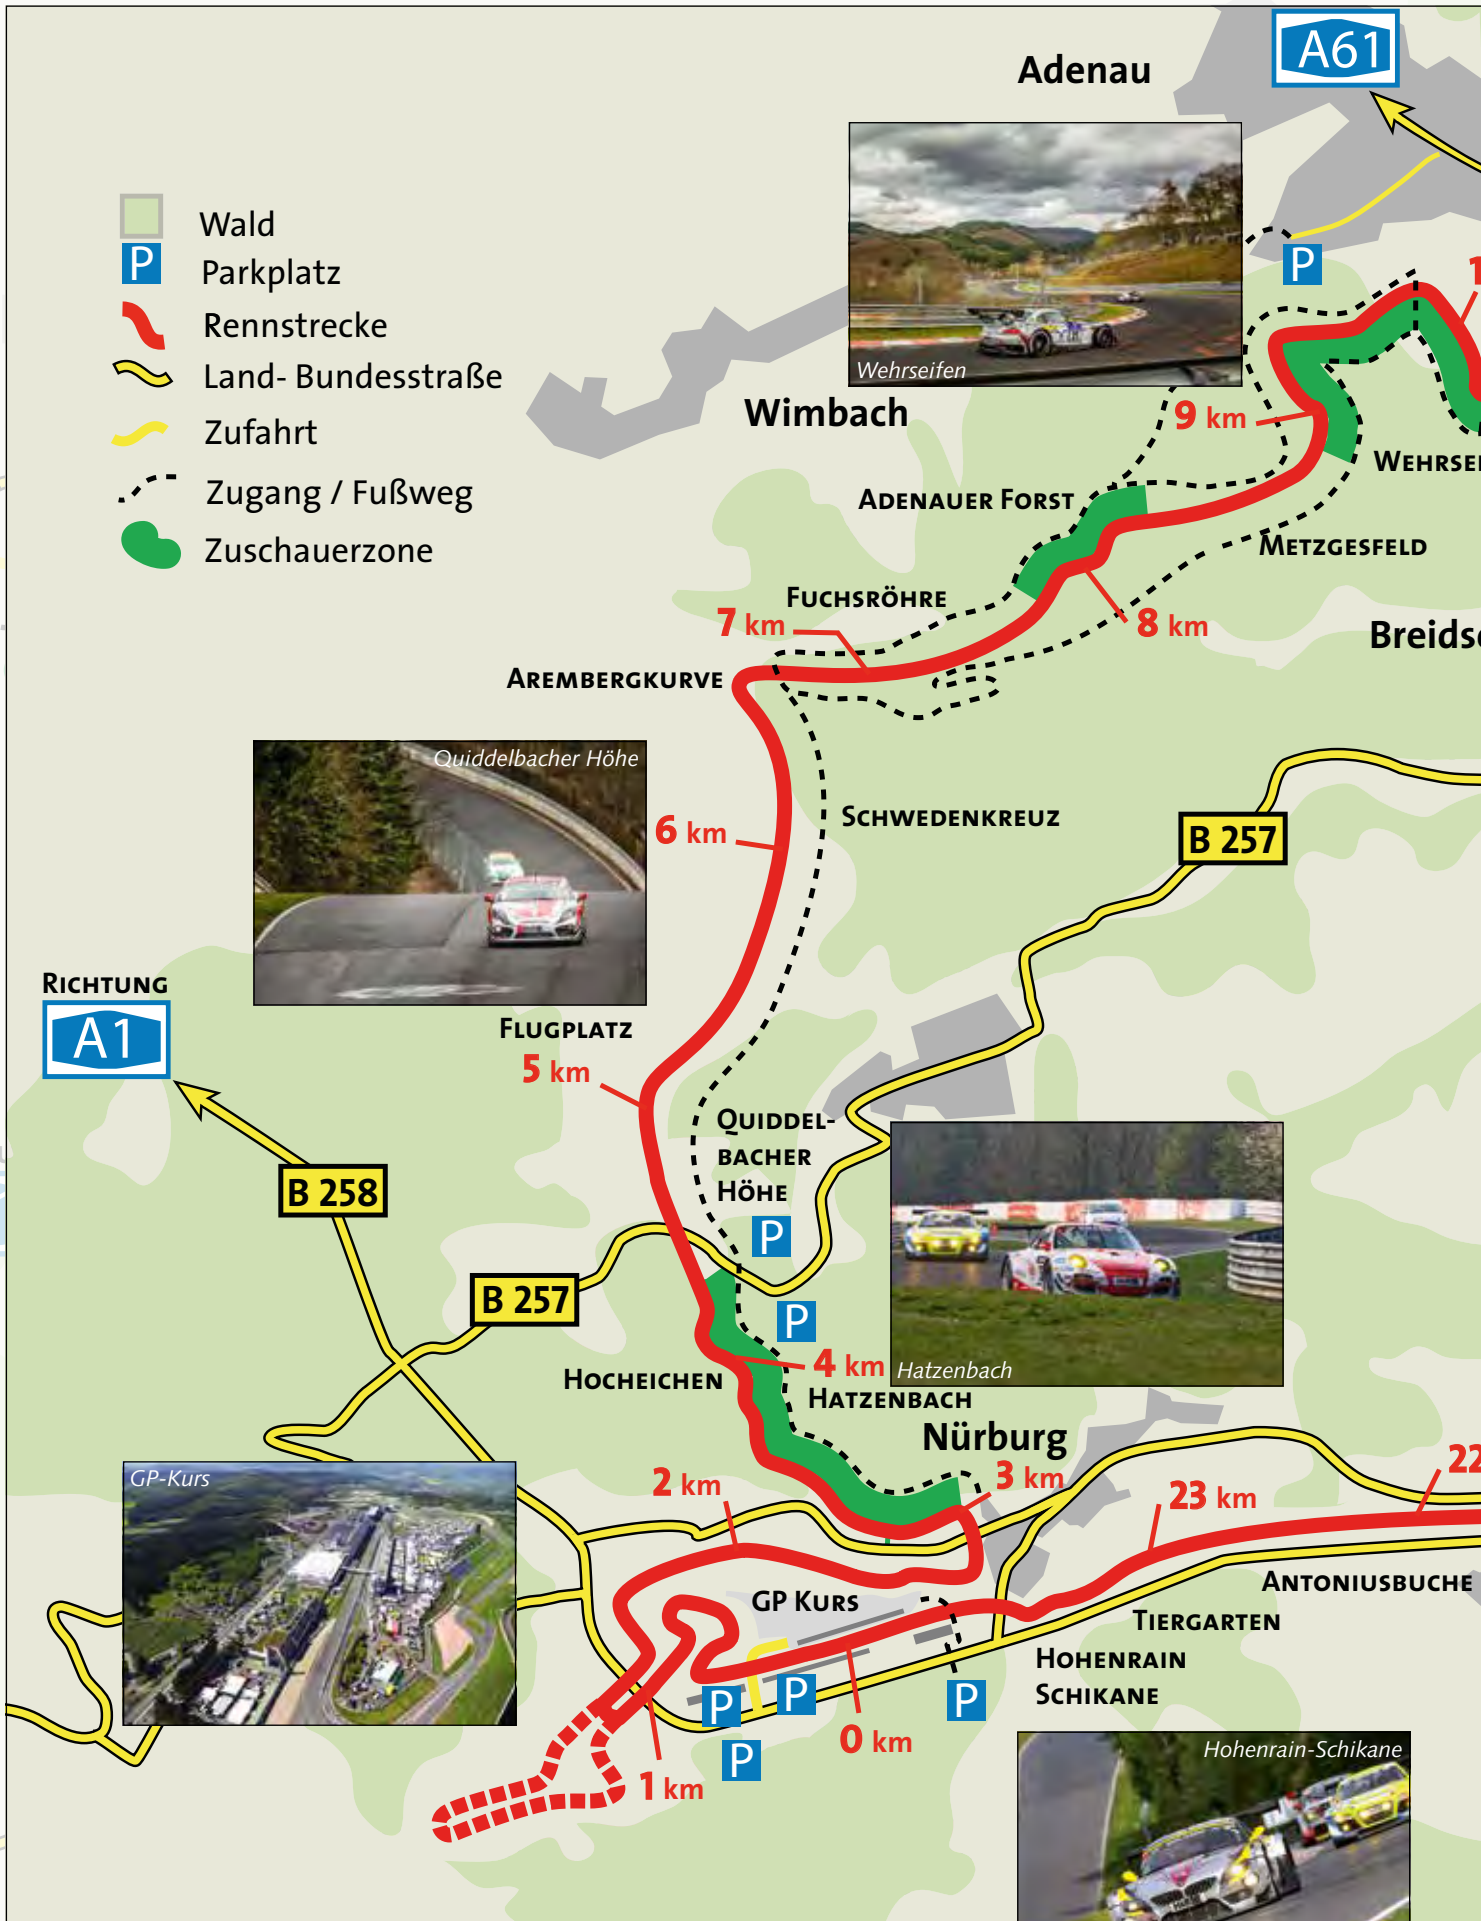 Adenau
A61
Wald
P
Parkplatz
Rennstrecke
Land- Bundesstraße
Zufahrt
Zugang / Fußweg
Zuschauerzone
P
Wehrseifen
Wimbach
9 km
WEHRSE
ADENAUER FORST
METZGESFELD
FUCHSRÖHRE
7 km
8 km
Breids
AREMBERGKURVE
Quiddelbacher Höhe
SCHWEDENKREUZ
6 km
B 257
RICHTUNG
A1
FLUGPLATZ
5 km
QUIDDEL-
BACHER
HÖHE
B 258
P
B 257
P
4 km
Hatzenbach
HOCHEICHEN
HATZENBACH
Nürburg
GP-Kurs
2 km
3 km
23 km
22
GP KURS
ANTONIUSBUCHE
TIERGARTEN
HOHENRAIN
SCHIKANE
P
P
P
P
0 km
1 km
Hohenrain-Schikane